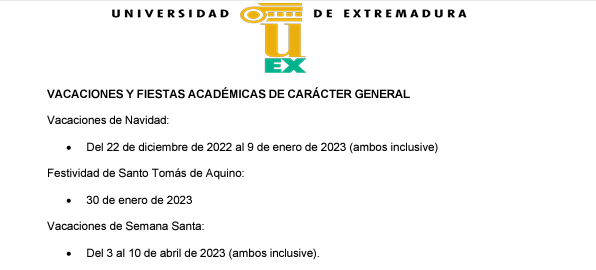 UNIVERSIDAD DE EXTREMADURA
u
EX
VACACIONES Y FIESTAS ACADÉMICAS DE CARÁCTER GENERAL
Vacaciones de Navidad:
• Del 22 de diciembre de 2022 al 9 de enero de 2023 (ambos inclusive)
Festividad de Santo Tomás de Aquino:
• 30 de enero de 2023
Vacaciones de Semana Santa:
• Del 3 al 10 de abril de 2023 (ambos inclusive).